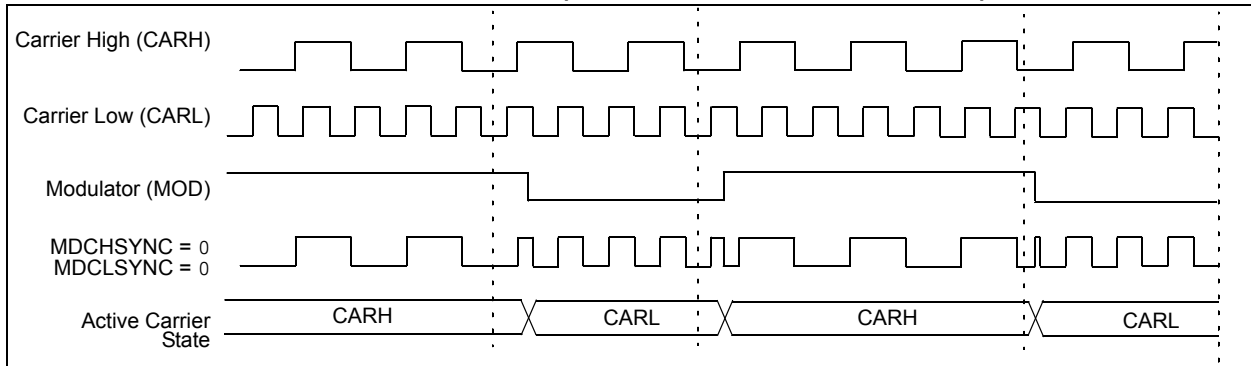 Carrier High (CARH)
Carrier Low (CARL)
Modulator (MOD)
MDCHSYNC = 0
MDCLSYNC = 0
Active Carrier
State
CARH
CARL
CARH
CARL